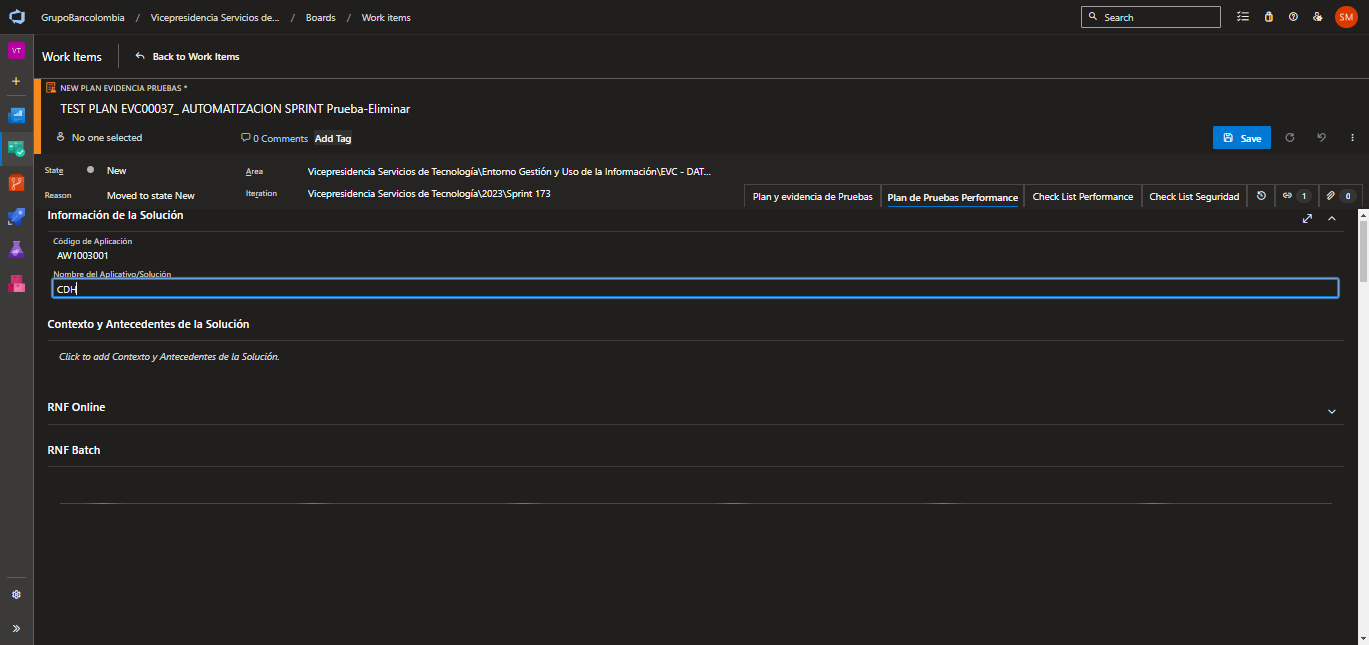 GrupoBancolombia / Vicepresidencia Servicios de... / Boards / Work items
Search
SM
VT
Work Items
Back to Work Items
NEW PLAN EVIDENCIA PRUEBAS *
TEST PLAN EVC00037_ AUTOMATIZACION SPRINT Prueba-Eliminar
No one selected
0 Comments
Add Tag
Save
State
New
Area
Vicepresidencia Servicios de Tecnología\Entorno Gestión y Uso de la Información\EVC - DAT...
Reason
Moved to state New
Iteration
Vicepresidencia Servicios de Tecnología\2023\Sprint 173
Plan y evidencia de Pruebas
Plan de Pruebas Performance
Check List Performance
Check List Seguridad
1
0
Información de la Solución
Código de Aplicación
AW1003001
Nombre del Aplicativo/Solución
CDH
Contexto y Antecedentes de la Solución
Click to add Contexto y Antecedentes de la Solución.
RNF Online
RNF Batch